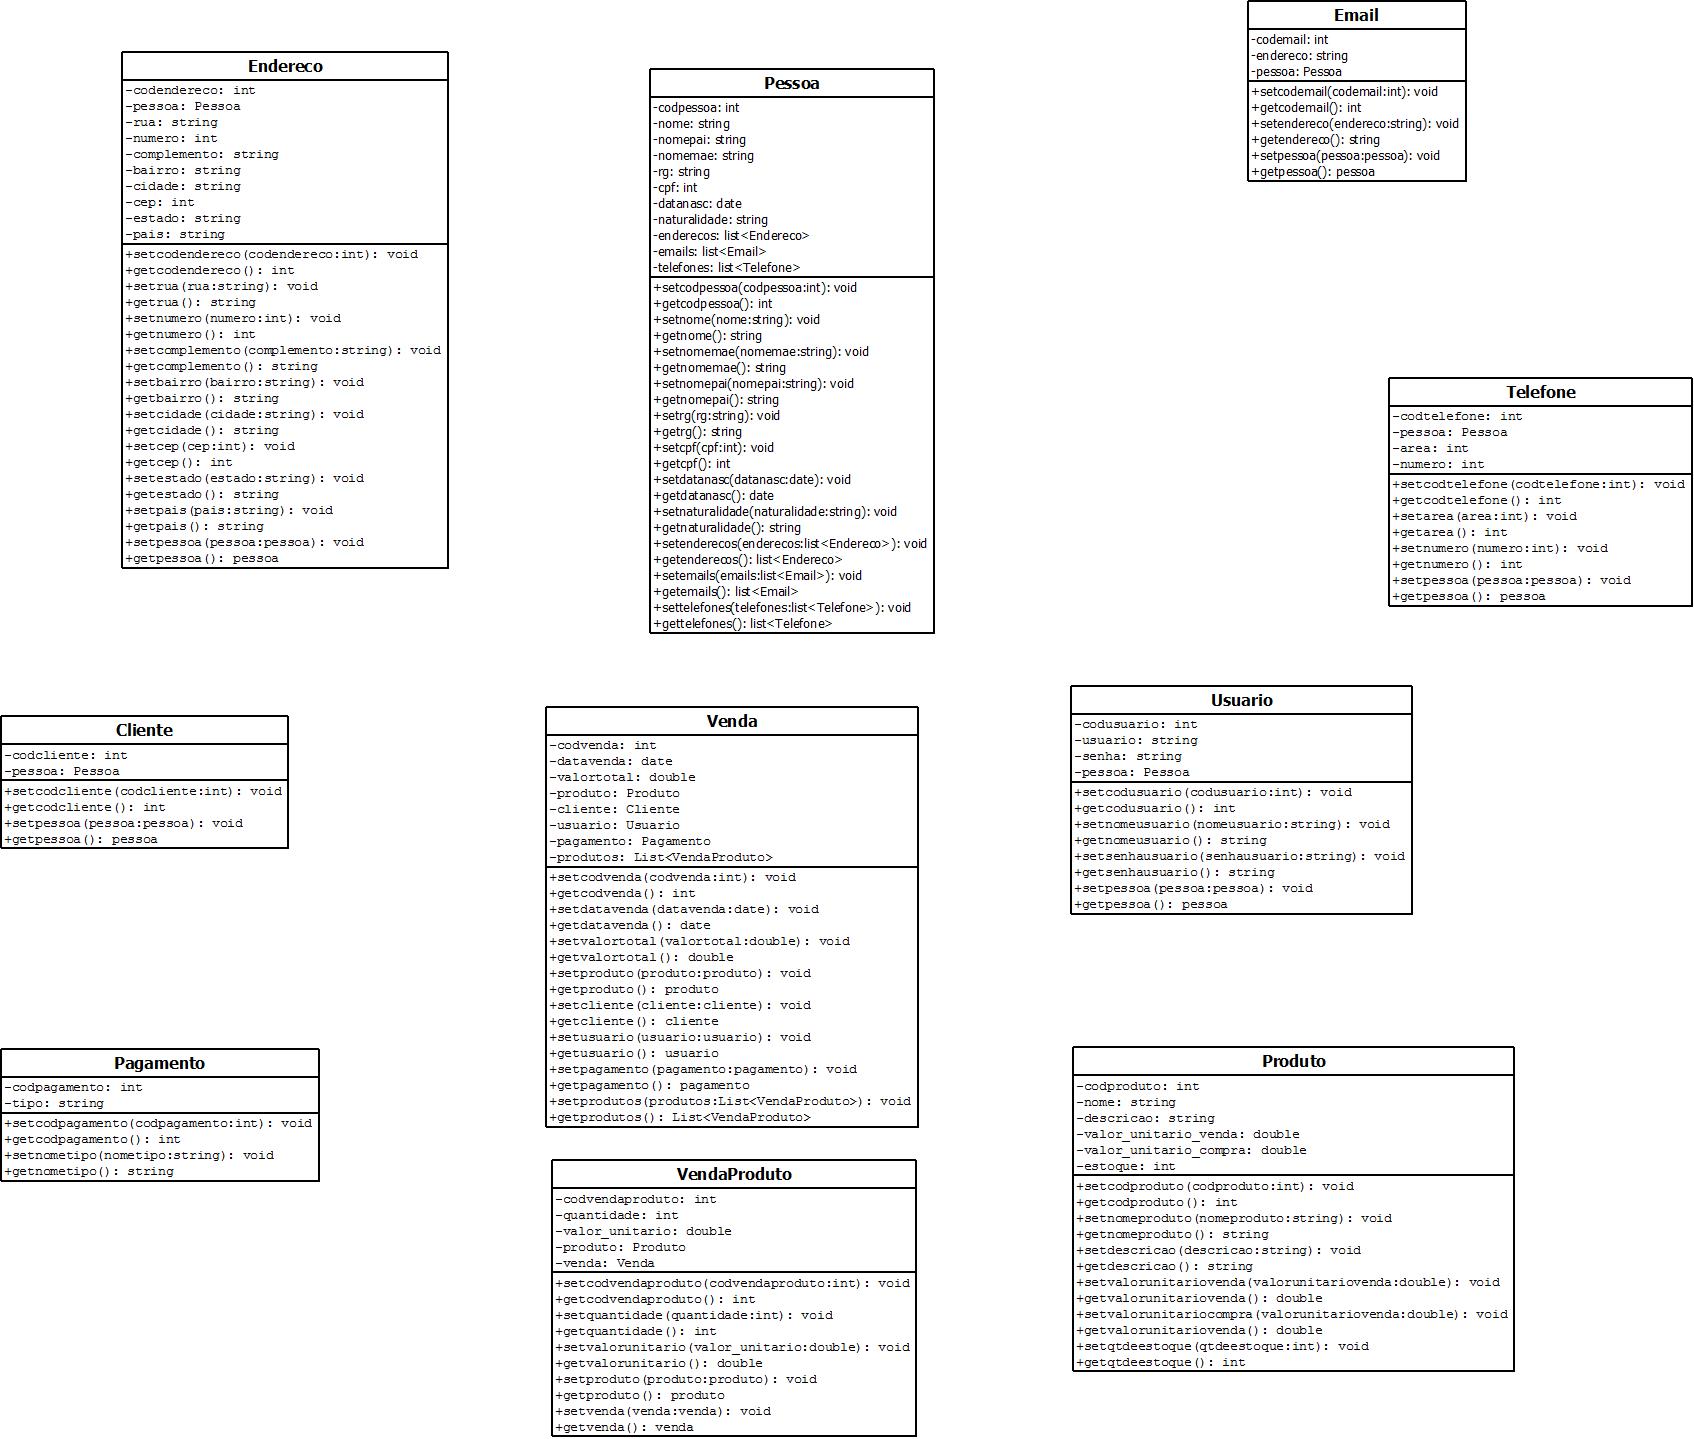 Email
-codemail: int
-endereco: string
-pessoa: Pessoa
+setcodemail(codemail:int): void
+getcodemail(): int
+setendereco(endereco:string): void
+getendereco(): string
+setpessoa(pessoa:pessoa): void
+getpessoa(): pessoa
Endereco
-codendereco: int
-pessoa: Pessoa
-rua: string
-numero: int
-complemento: string
-bairro: string
-cidade: string
-cep: int
-estado: string
-pais: string
+setcodendereco(codendereco:int): void
+getcodendereco(): int
+setrua(rua:string): void
+getrua(): string
+setnumero(numero:int): void
+getnumero(): int
+setcomplemento(complemento:string): void
+getcomplemento(): string
+setbairro(bairro:string): void
+getbairro(): string
+setcidade(cidade:string): void
+getcidade(): string
+setcep(cep:int): void
+getcep(): int
+setestado(estado:string): void
+getestado(): string
+setpais(pais:string): void
+getpais(): string
+setpessoa(pessoa:pessoa): void
+getpessoa(): pessoa
Pessoa
-codpessoa: int
-nome: string
-nomepai: string
-nomemae: string
-rg: string
-cpf: int
-datanasc: date
-naturalidade: string
-enderecos: list<Endereco>
-emails: list<Email>
-telefones: list<Telefone>
+setcodpessoa(codpessoa:int): void
+getcodpessoa(): int
+setnome(nome:string): void
+getnome(): string
+setnomemae(nomemae:string): void
+getnomemae(): string
+setnomepai(nomepai:string): void
+getnomepai(): string
+setrg(rg:string): void
+getrg(): string
+setcpf(cpf:int): void
+getcpf(): int
+setdatanasc(datanasc:date): void
+getdatanasc(): date
+setnaturalidade(naturalidade:string): void
+getnaturalidade(): string
+setenderecos(enderecos:list<Endereco>): void
+getenderecos(): list<Endereco>
+setemails(emails:list<Email>): void
+getemails(): list<Email>
+settelefones(telefones:list<Telefone>): void
+gettelefones(): list<Telefone>
Telefone
-codtelefone: int
-pessoa: Pessoa
-area: int
-numero: int
+setcodtelefone(codtelefone:int): void
+getcodtelefone(): int
+setarea(area:int): void
+getarea(): int
+setnumero(numero:int): void
+getnumero(): int
+setpessoa(pessoa:pessoa): void
+getpessoa(): pessoa
Cliente
-codcliente: int
-pessoa: Pessoa
+setcodcliente(codcliente:int): void
+getcodcliente(): int
+setpessoa(pessoa:pessoa): void
+getpessoa(): pessoa
Venda
-codvenda: int
-datavenda: date
-valortotal: double
-produto: Produto
-cliente: Cliente
-usuario: Usuario
-pagamento: Pagamento
-produtos: List<VendaProduto>
+setcodvenda(codvenda:int): void
+getcodvenda(): int
+setdatavenda(datavenda:date): void
+getdatavenda(): date
+setvalortotal(valortotal:double): void
+getvalortotal(): double
+setproduto(produto:produto): void
+getproduto(): produto
+setcliente(cliente:cliente): void
+getcliente(): cliente
+setusuario(usuario:usuario): void
+getusuario(): usuario
+setpagamento(pagamento:pagamento): void
+getpagamento(): pagamento
+setprodutos(produtos:List<VendaProduto>): void
+getprodutos(): List<VendaProduto>
Usuario
-codusuario: int
-usuario: string
-senha: string
-pessoa: Pessoa
+setcodusuario(codusuario:int): void
+getcodusuario(): int
+setnomeusuario(nomeusuario:string): void
+getnomeusuario(): string
+setsenhausuario(senhausuario:string): void
+getsenhausuario(): string
+setpessoa(pessoa:pessoa): void
+getpessoa(): pessoa
Pagamento
-codpagamento: int
-tipo: string
+setcodpagamento(codpagamento:int): void
+getcodpagamento(): int
+setnometipo(nometipo:string): void
+getnometipo(): string
VendaProduto
-codvendaproduto: int
-quantidade: int
-valor_unitario: double
-produto: Produto
-venda: Venda
+setcodvendaproduto(codvendaproduto:int): void
+getcodvendaproduto(): int
+setquantidade(quantidade:int): void
+getquantidade(): int
+setvalorunitario(valor_unitario:double): void
+getvalorunitario(): double
+setproduto(produto:produto): void
+getproduto(): produto
+setvenda(venda:venda): void
+getvenda(): venda
Produto
-codproduto: int
-nome: string
-descricao: string
-valor_unitario_venda: double
-valor_unitario_compra: double
-estoque: int
+setcodproduto(codproduto:int): void
+getcodproduto(): int
+setnomeproduto(nomeproduto:string): void
+getnomeproduto(): string
+setdescricao(descricao:string): void
+getdescricao(): string
+setvalorunitariovenda(valorunitariovenda:double): void
+getvalorunitariovenda(): double
+setvalorunitariocompra(valorunitariovenda:double): void
+getvalorunitariovenda(): double
+setqtdeestoque(qtdeestoque:int): void
+getqtdeestoque(): int